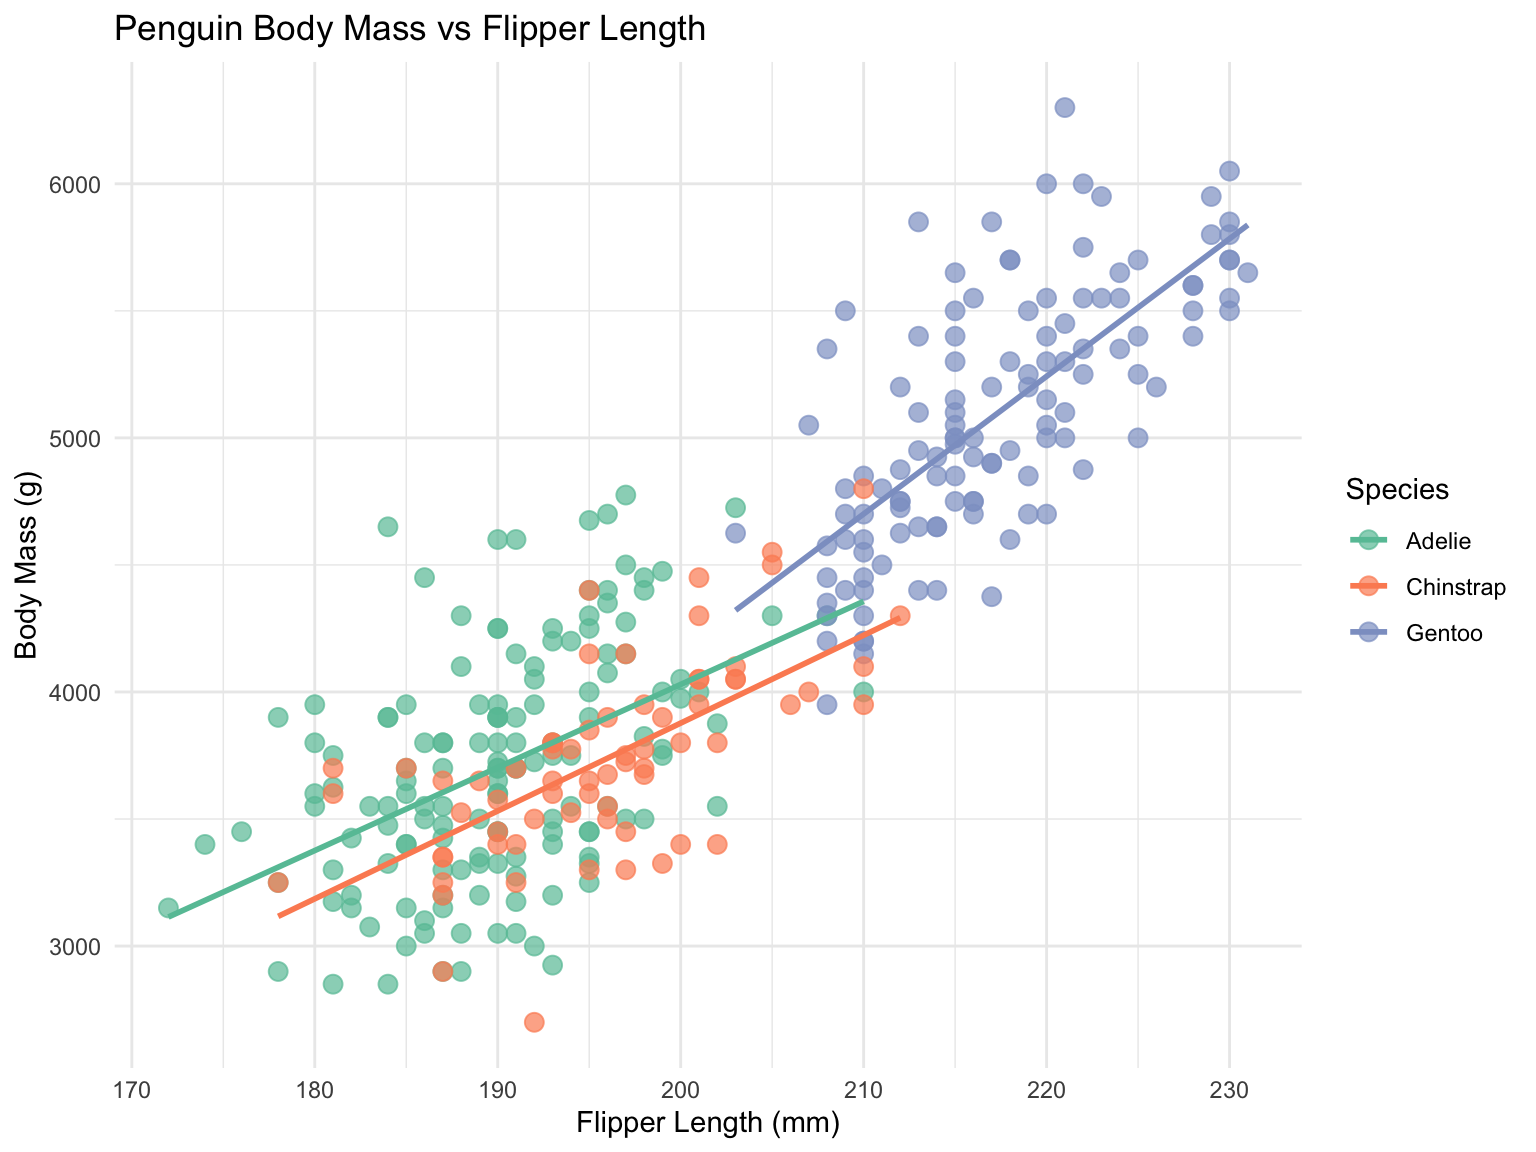 Penguin Body Mass vs Flipper Length
Body Mass (g)
6000
5000
4000
3000
170 180 190 200 210 220 230
Flipper Length (mm)
Species
Adelie
Chinstrap
Gentoo